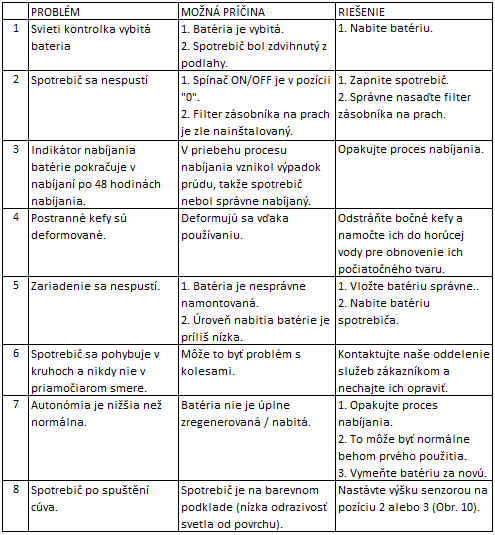 PROBLÉM MOŽNÁ PRÍČINA RIEŠENIE
1 Svieti kontrolka vybitá
bateria
1. Batéria je vybitá.
2. Spotrebič bol zdvihnutý z
podlahy.
1. Nabite batériu.
2 Spotrebič sa nespustí
1. Spínač ON/OFF je v pozícii
"0".
2. Filter zásobníka na prach
je zle nainštalovaný.
1. Zapnite spotrebič.
2. Správne nasaďte filter
zásobníka na prach.
3 Indikátor nabíjania
batérie pokračuje v
nabíjaní po 48 hodinách
nabíjania.
V priebehu procesu
nabíjania vznikol výpadok
prúdu, takže spotrebič
nebol správne nabíjaný.
Opakujte proces nabíjania.
4 Postranné kefy sú
deformované.
Deformujú sa vďaka
používaniu.
Odstráňte bočné kefy a
namočte ich do horúcej
vody pre obnovenie ich
počiatočného tvaru.
5 Zariadenie sa nespustí.
1. Batéria je nesprávne
namontovaná.
2. Úroveň nabitia batérie je
príliš nízka.
1. Vložte batériu správne..
2. Nabite batériu
spotrebiča.
6 Spotrebič sa pohybuje v
kruhoch a nikdy nie v
priamočiarom smere.
Môže to byť problém s
kolesami.
Kontaktujte naše oddelenie
služeb zákazníkom a
nechajte ich opraviť.
7 Autonómia je nižšia než
normálna.
Batéria nie je úplne
zregenerovaná / nabitá.
1. Opakujte proces
nabíjania.
2. To môže byť normálne
behom prvého použitia.
3. Vymeňte batériu za novú.
8 Spotrebič po spuštění
cúva.
Spotrebič je na barevnom
podklade (nízka odrazivosť
svetla od povrchu).
Nastávte výšku senzorou na
pozíciu 2 alebo 3 (Obr. 10).